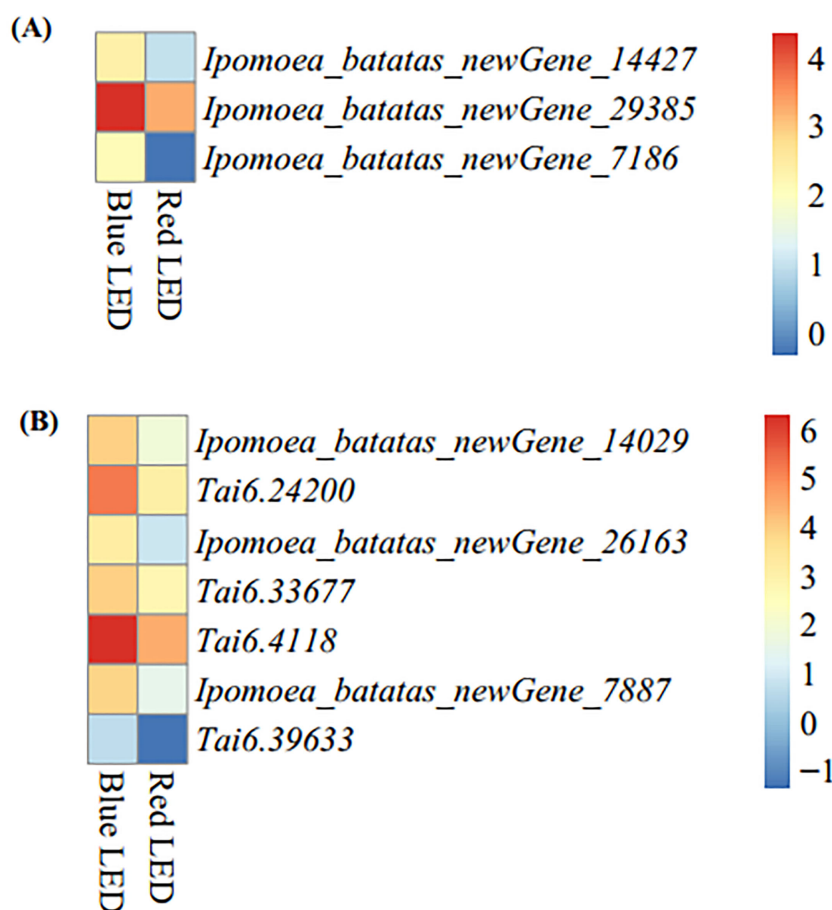 (A)
Ipomoea_batatas_newGene_14427
Ipomoea_batatas_newGene_29385
Ipomoea_batatas_newGene_7186
Blue LED
Red LED
4
3
2
1
0
(B)
Ipomoea_batatas_newGene_14029
Tai6.24200
Ipomoea_batatas_newGene_26163
Tai6.33677
Tai6.4118
Ipomoea_batatas_newGene_7887
Tai6.39633
Blue LED
Red LED
6
5
4
3
2
1
0
−1